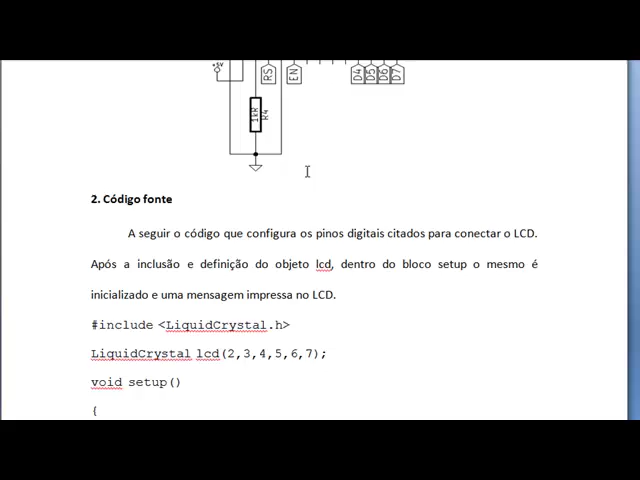 +5V
RS EN D4 D5 D6 D7
1kR R4
2. Código fonte
A seguir o código que configura os pinos digitais citados para conectar o LCD.
Após a inclusão e definição do objeto lcd, dentro do bloco setup o mesmo é
inicializado e uma mensagem impressa no LCD.
#include <LiquidCrystal.h>
LiquidCrystal lcd(2,3,4,5,6,7);
void setup()
{